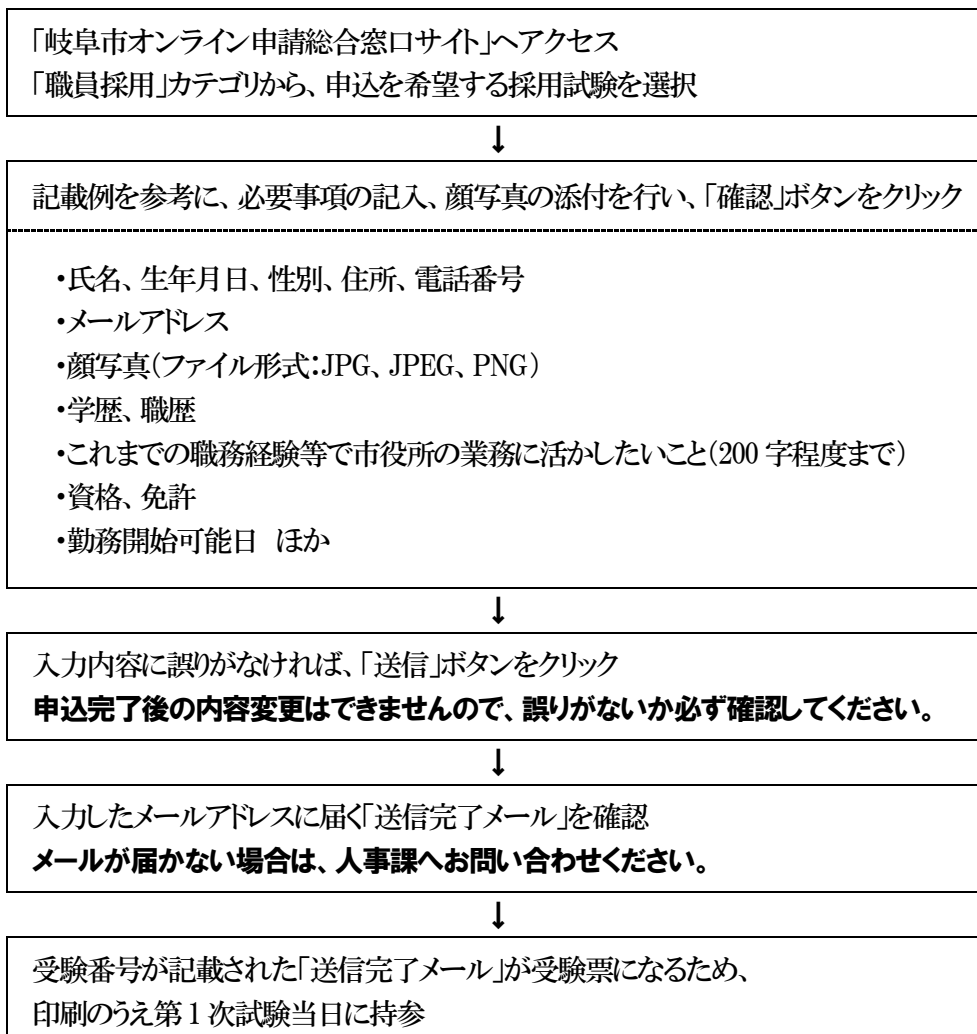 「岐阜市オンライン申請総合窓口サイト」へアクセス
「職員採用」カテゴリから、申込を希望する採用試験を選択
↓
記載例を参考に、必要事項の記入、顔写真の添付を行い、「確認」ボタンをクリック
・氏名、生年月日、性別、住所、電話番号
・メールアドレス
・顔写真(ファイル形式:JPG、JPEG、PNG)
・学歴、職歴
・これまでの職務経験等で市役所の業務に活かしたいこと(200 字程度まで)
・資格、免許
・勤務開始可能日　ほか
↓
入力内容に誤りがなければ、「送信」ボタンをクリック
申込完了後の内容変更はできませんので、誤りがないか必ず確認してください。
↓
入力したメールアドレスに届く「送信完了メール」を確認
メールが届かない場合は、人事課へお問い合わせください。
↓
受験番号が記載された「送信完了メール」が受験票になるため、
印刷のうえ第 1 次試験当日に持参